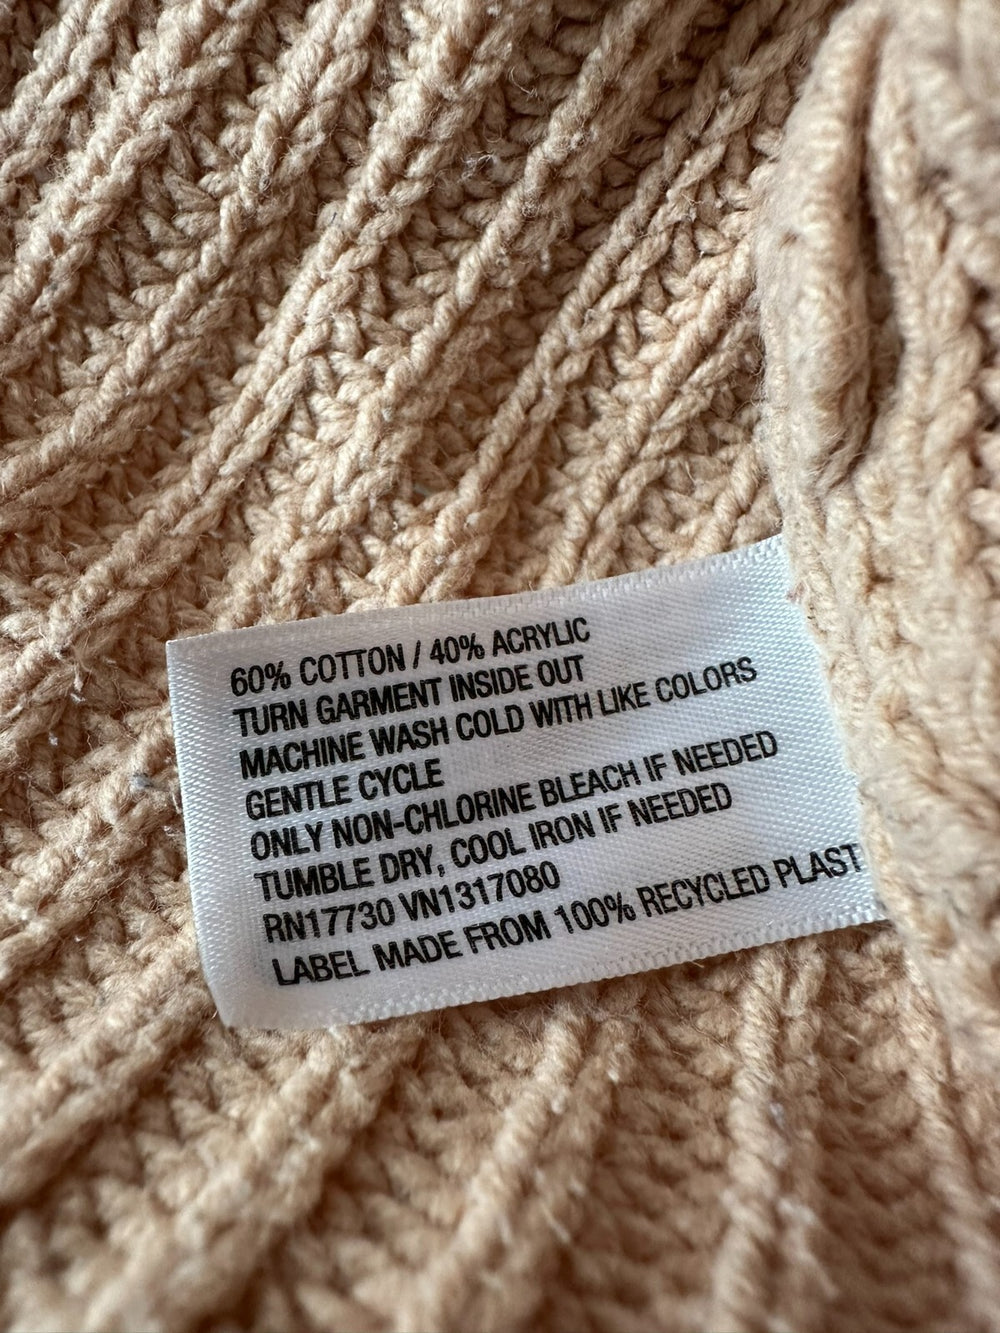 60% COTTON / 40% ACRYLIC
TURN GARMENT INSIDE OUT
MACHINE WASH COLD WITH LIKE COLORS
GENTLE CYCLE
ONLY NON-CHLORINE BLEACH IF NEEDED
TUMBLE DRY, COOL IRON IF NEEDED
RN17730 VN1317080
LABEL MADE FROM 100% RECYCLED PLAST